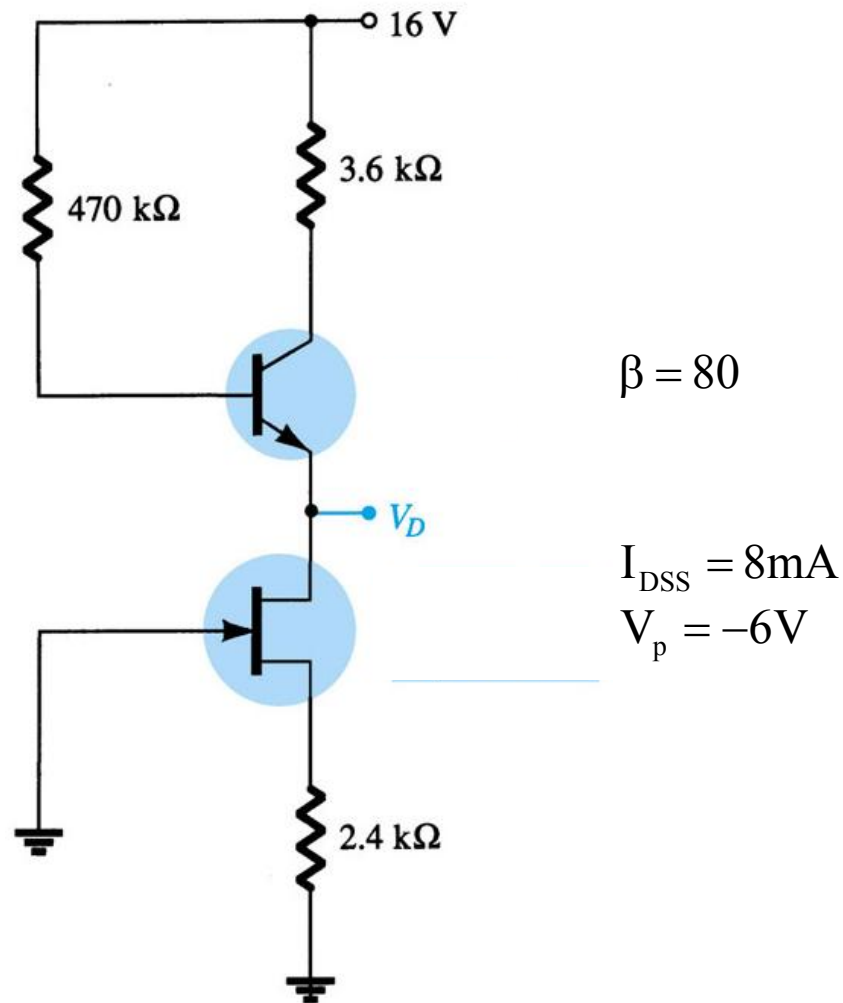 16 V
3.6 kΩ
470 kΩ
β = 80
V_D
I_DSS = 8mA
V_p = −6V
2.4 kΩ